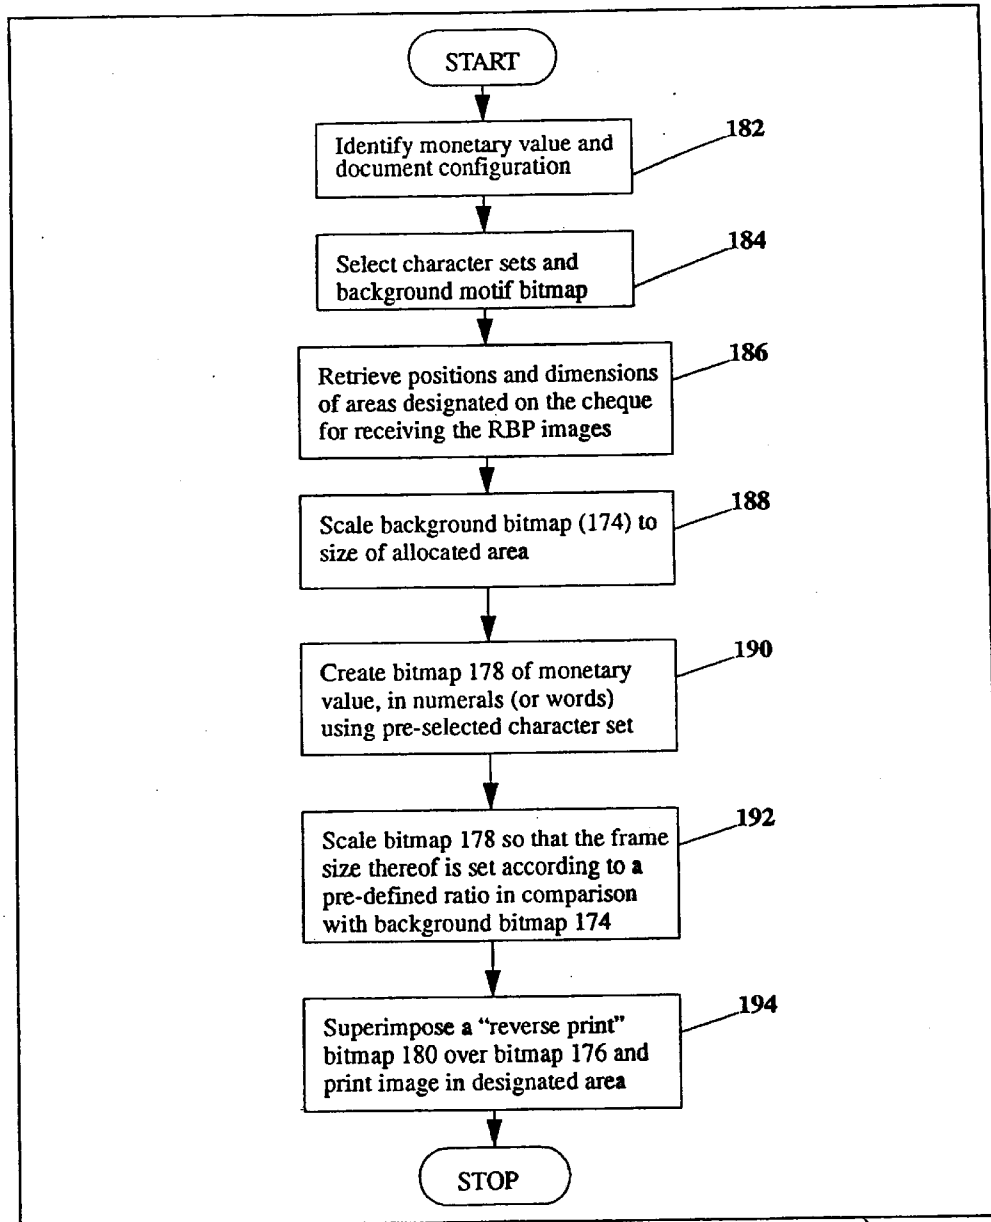 START
182
Identify monetary value and
document configuration
184
Select character sets and
background motif bitmap
186
Retrieve positions and dimensions
of areas designated on the cheque
for receiving the RBP images
188
Scale background bitmap (174) to
size of allocated area
190
Create bitmap 178 of monetary
value, in numerals (or words)
using pre-selected character set
192
Scale bitmap 178 so that the frame
size thereof is set according to a
pre-defined ratio in comparison
with background bitmap 174
194
Superimpose a “reverse print”
bitmap 180 over bitmap 176 and
print image in designated area
STOP